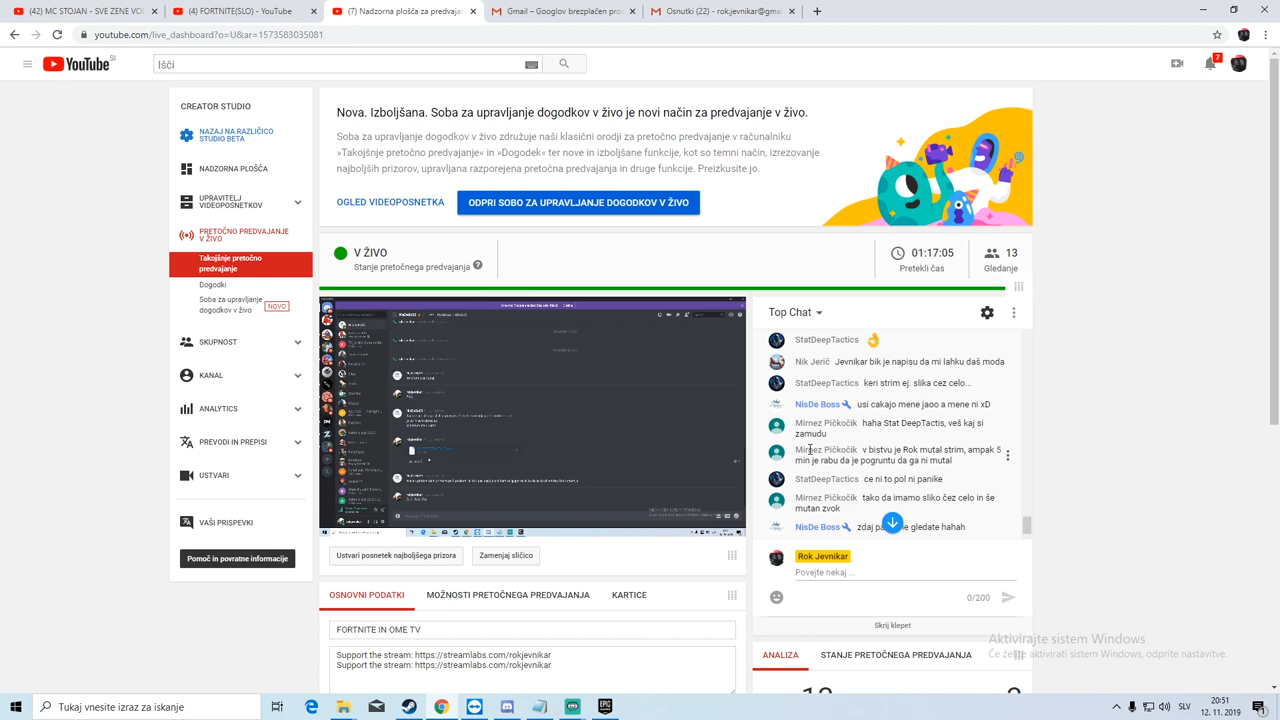 (42) MC STOJAN - SVE ZENE VOS
(4) FORTNITE(SLO) - YouTube
(7) Nadzorna plošča za predvajan
Gmail – Googlov brezplačen prost
Osnutki (22) - rokjevnikar@gmail
youtube.com/live_dashboard?o=U&ar=1573583035081
YouTube SI
Išči
7
CREATOR STUDIO
NAZAJ NA RAZLIČICO
STUDIO BETA
NADZORNA PLOŠČA
UPRAVITELJ
VIDEOPOSNETKOV
PRETOČNO PREDVAJANJE
V ŽIVO
Takojšnje pretočno
predvajanje
Dogodki
Soba za upravljanje
dogodkov v živo
NOVO
SKUPNOST
KANAL
ANALYTICS
PREVODI IN PREPISI
USTVARI
VAŠI PRISPEVKI
Pomoč in povratne informacije
Nova. Izboljšana. Soba za upravljanje dogodkov v živo je novi način za predvajanje v živo.
Soba za upravljanje dogodkov v živo združuje naši klasični orodji za pretočno predvajanje v računalniku
»Takojšnje pretočno predvajanje« in »Dogodek« ter nove in izboljšane funkcije, kot so temni način, izrezovanje
najboljših prizorov, upravljana razporejena pretočna predvajanja in druge funkcije. Preizkusite jo.
OGLED VIDEOPOSNETKA
ODPRI SOBO ZA UPRAVLJANJE DOGODKOV V ŽIVO
V ŽIVO
Stanje pretočnega predvajanja
01:17:05
Pretekli čas
13
Gledanje
Top chat
StatDeepTactics
Nik Jerič Jevnikar bik je napisu da mi lahku daš moda
StatDeepTactics keri strim ej. slika cez celo...
NisDe Boss usi cakajo mene jaoo a mene ni xD
Mirnez Pičkočik haha Stat DeepTactis, veš kaj si
zamudu
Mirnez Pičkočik v bistvu je Rok mutal strim, ampak 5
min je rabu da je pogruntu da ga ni mutal
StatDeepTactics ce ni to pol ni panike
Mirnez Pičkočik tako da imamo sliko čez celo in še
mutan zvok
NisDe Boss zdaj pa gledate hahah
Rok Jevnikar
Povejte nekaj ...
0/200
Skrij klepet
Ustvari posnetek najboljšega prizora
Zamenjaj sličico
OSNOVNI PODATKI
MOŽNOSTI PRETOČNEGA PREDVAJANJA
KARTICE
FORTNITE IN OME TV
Support the stream: https://streamlabs.com/rokjevnikar
Support the stream: https://streamlabs.com/rokjevnikar
ANALIZA
STANJE PRETOČNEGA PREDVAJANJA
Aktivirajte sistem Windows
Če želite aktivirati sistem Windows, odprite nastavitve.
Tukaj vnesite izraz za iskanje
SLV
20:51
12. 11. 2019